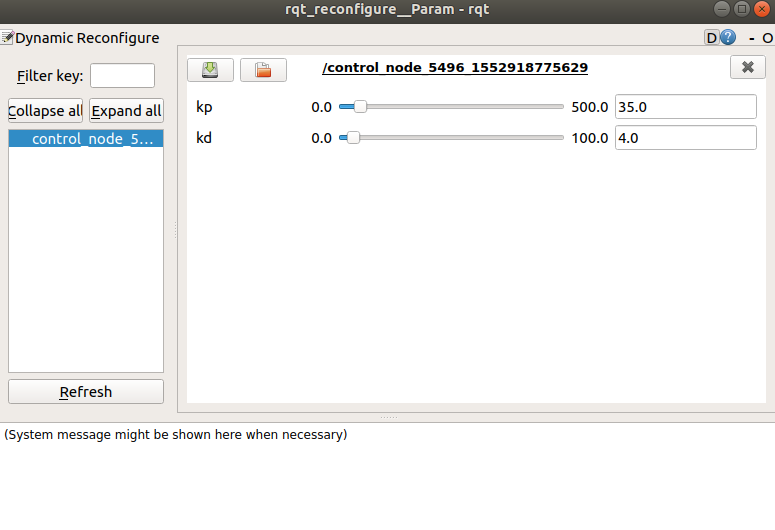 rqt_reconfigure__Param - rqt
Dynamic Reconfigure
D
?
- O
Filter key:
Collapse all
Expand all
control_node_5...
Refresh
/control_node_5496_1552918775629
kp 0.0 500.0 35.0
kd 0.0 100.0 4.0
(System message might be shown here when necessary)